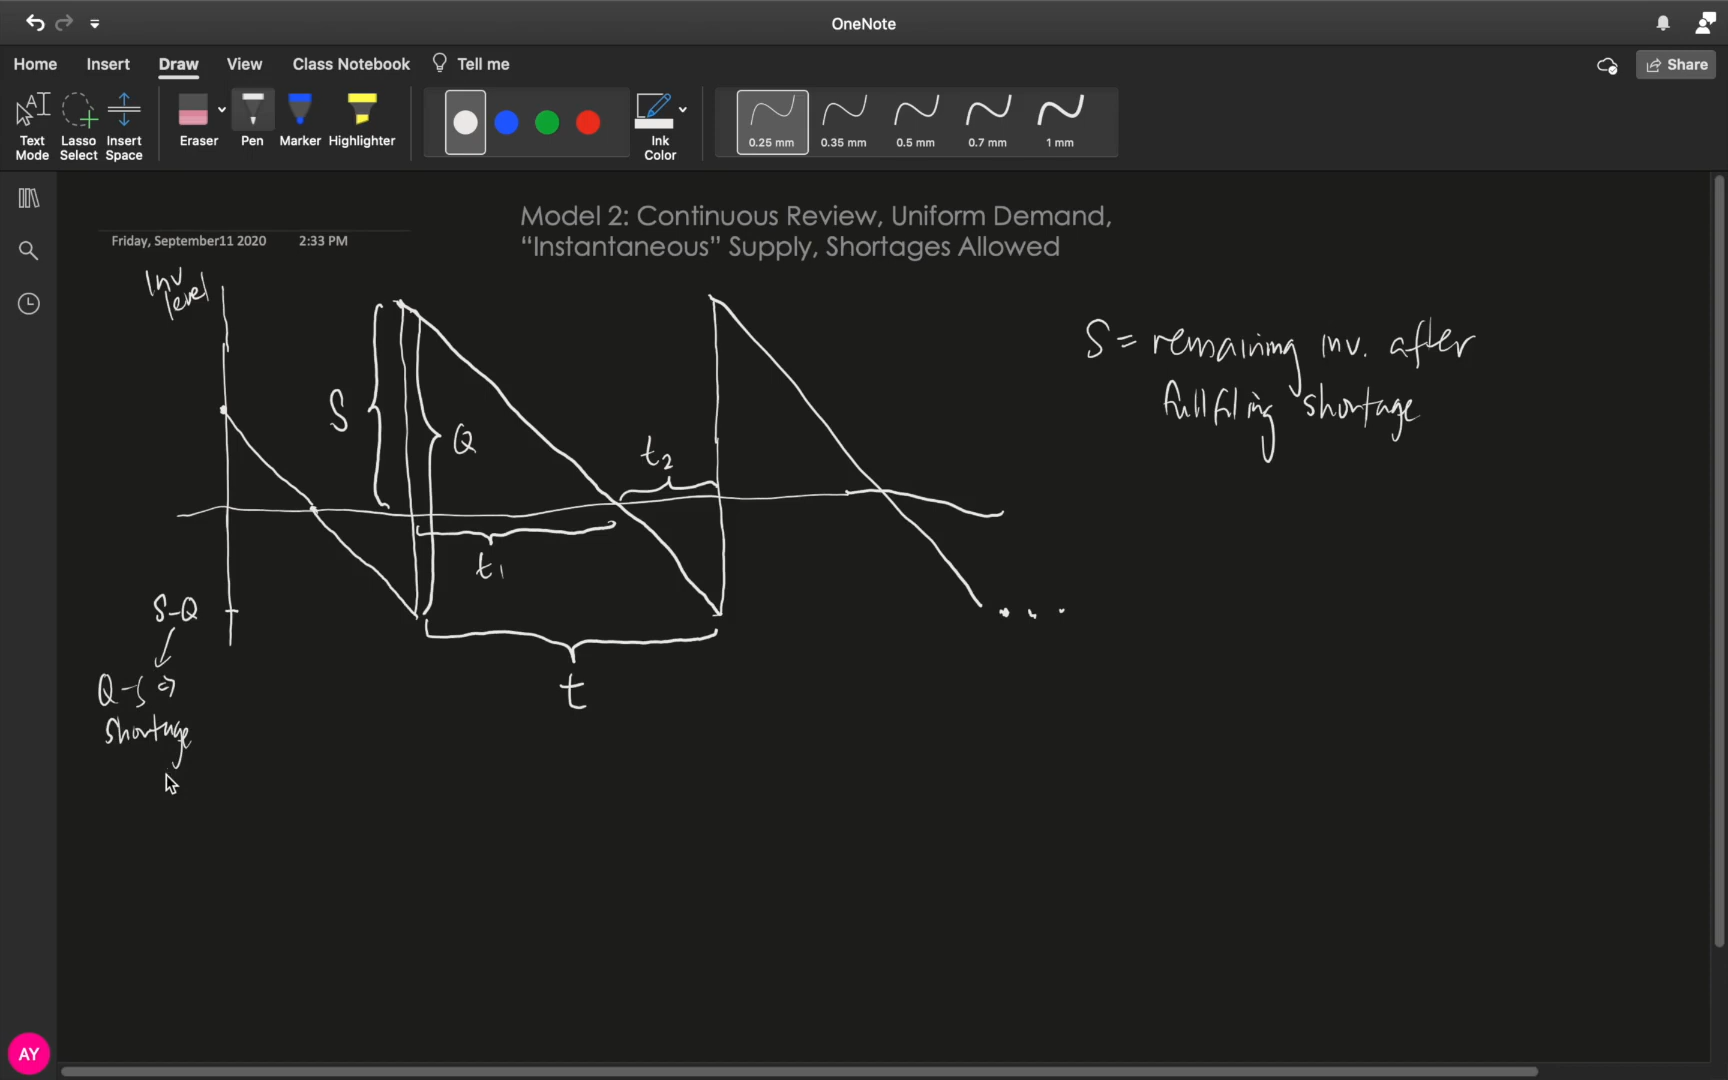 OneNote
Home Insert Draw View Class Notebook Tell me
Share
Text Mode
Lasso Select
Insert Space
Eraser
Pen
Marker
Highlighter
Ink Color
0.25 mm
0.35 mm
0.5 mm
0.7 mm
1 mm
Model 2: Continuous Review, Uniform Demand,
“Instantaneous” Supply, Shortages Allowed
Friday, September11 2020 2:33 PM
Inv
level
S
Q
t₂
t₁
t
S-Q
Q-S ⇒
shortage
S = remaining inv. after
fullfiling shortage
AY